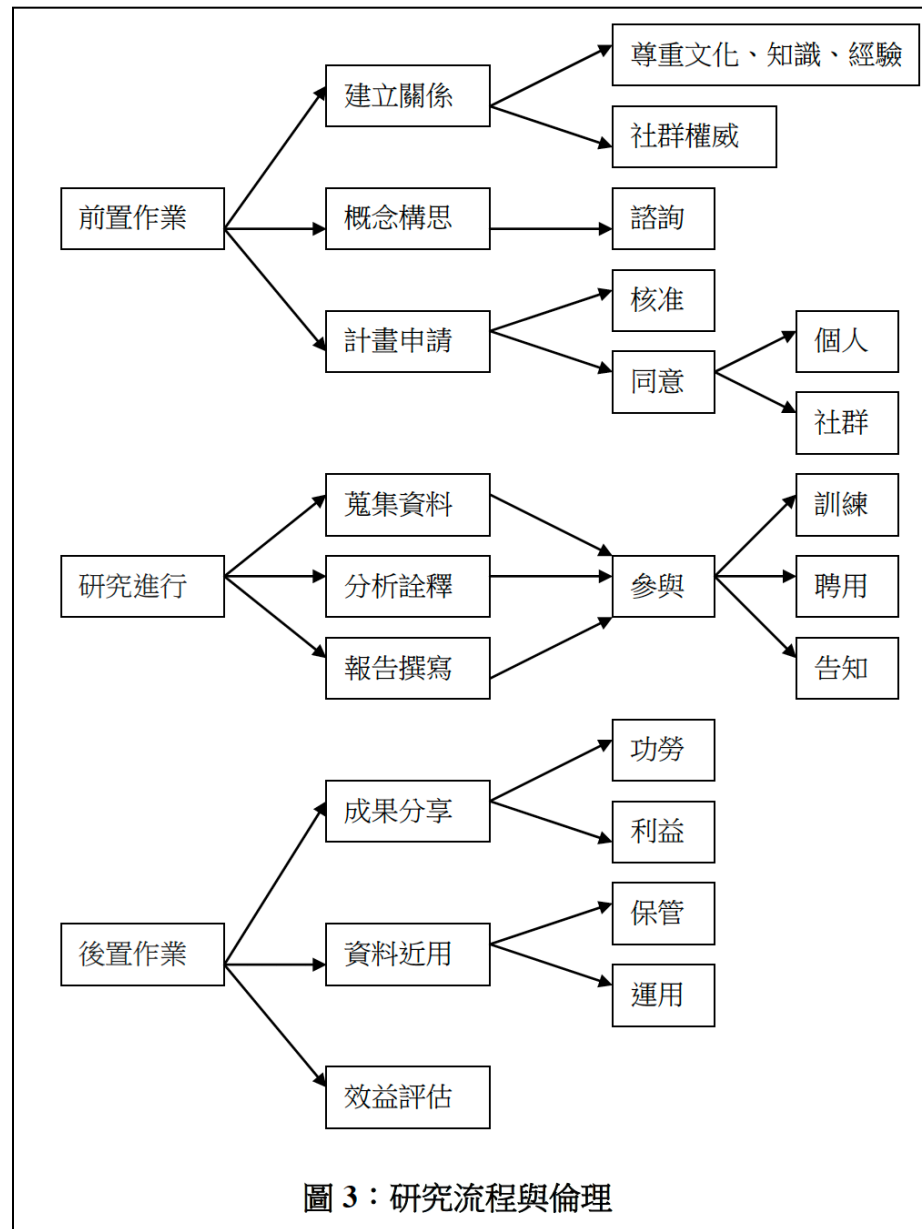 尊重文化、知識、經驗
建立關係
社群權威
前置作業
概念構思
諮詢
核准
計畫申請
個人
同意
社群
蒐集資料
訓練
研究進行
分析詮釋
參與
聘用
報告撰寫
告知
功勞
成果分享
利益
保管
後置作業
資料近用
運用
效益評估
圖 3：研究流程與倫理